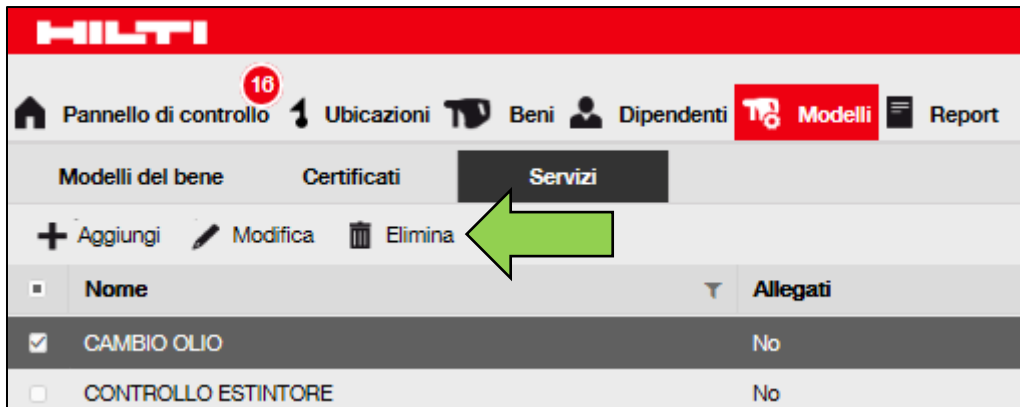 HILTI
16
Pannello di controllo Ubicazioni Beni Dipendenti Modelli Report
Modelli del bene Certificati Servizi
Aggiungi Modifica Elimina
Nome Allegati
CAMBIO OLIO No
CONTROLLO ESTINTORE No